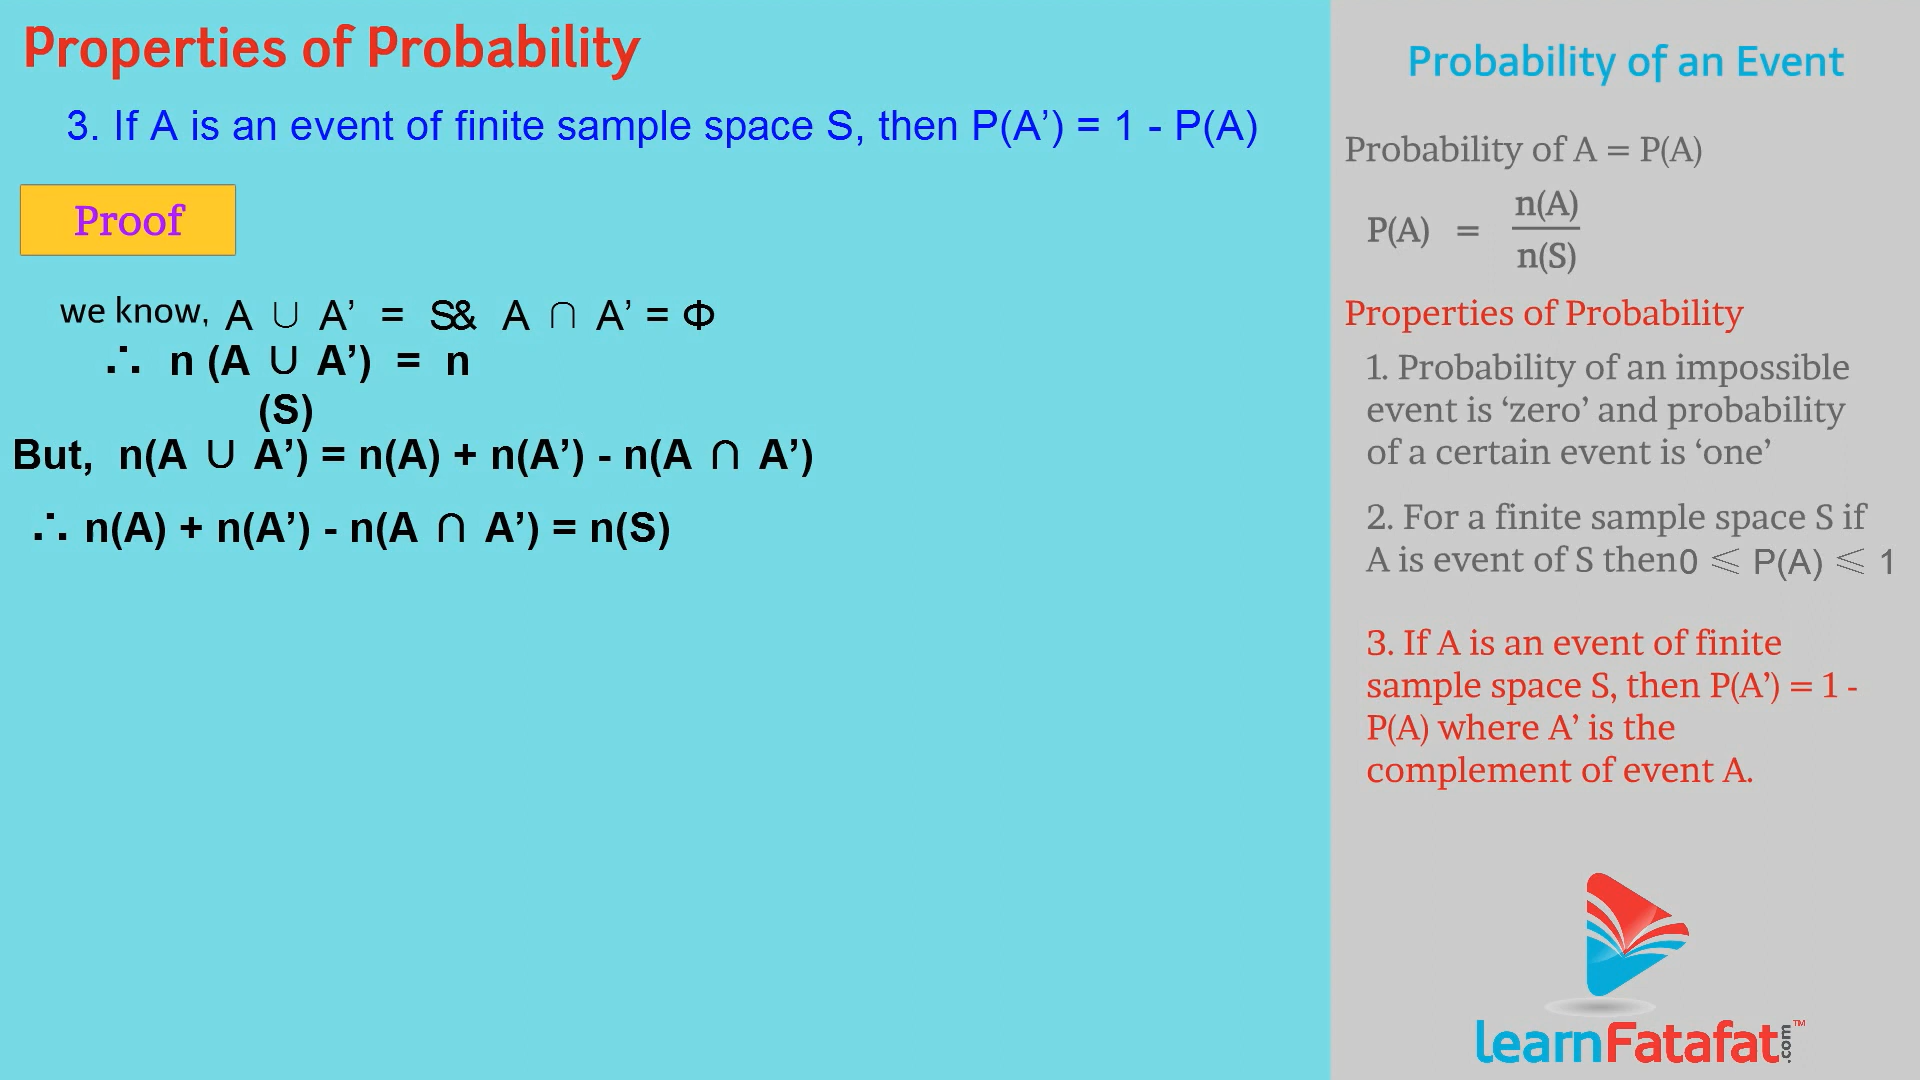 Properties of Probability
3. If A is an event of finite sample space S, then P(A’) = 1 - P(A)
Proof
we know, A ∪ A’ = S& A ∩ A’ = Φ
∴ n (A ∪ A’) = n
(S)
But, n(A ∪ A’) = n(A) + n(A’) - n(A ∩ A’)
∴ n(A) + n(A’) - n(A ∩ A’) = n(S)
Probability of an Event
Probability of A = P(A)
P(A) = n(A)
n(S)
Properties of Probability
1. Probability of an impossible
event is ‘zero’ and probability
of a certain event is ‘one’
2. For a finite sample space S if
A is event of S then 0 ⩽ P(A) ⩽ 1
3. If A is an event of finite
sample space S, then P(A’) = 1 -
P(A) where A’ is the
complement of event A.
learnFatafat.com™